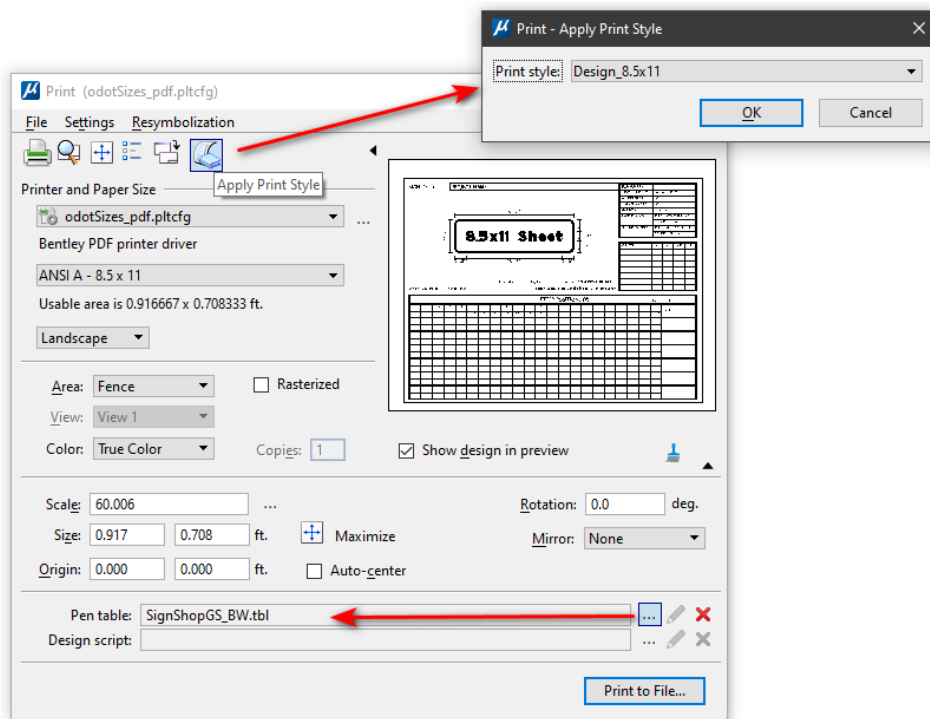 Print - Apply Print Style
Print style: Design_8.5x11
OK Cancel
Print (odotSizes_pdf.pltcfg)
File Settings Resymbolization
Apply Print Style
Printer and Paper Size
odotSizes_pdf.pltcfg ...
Bentley PDF printer driver
ANSI A - 8.5 x 11
Usable area is 0.916667 x 0.708333 ft.
Landscape
8.5x11 Sheet
Area: Fence Rasterized
View: View 1
Color: True Color Copies: 1 Show design in preview
Scale: 60.006 ... Rotation: 0.0 deg.
Size: 0.917 0.708 ft. Maximize Mirror: None
Origin: 0.000 0.000 ft. Auto-center
Pen table: SignShopGS_BW.tbl ...
Design script: ...
Print to File...